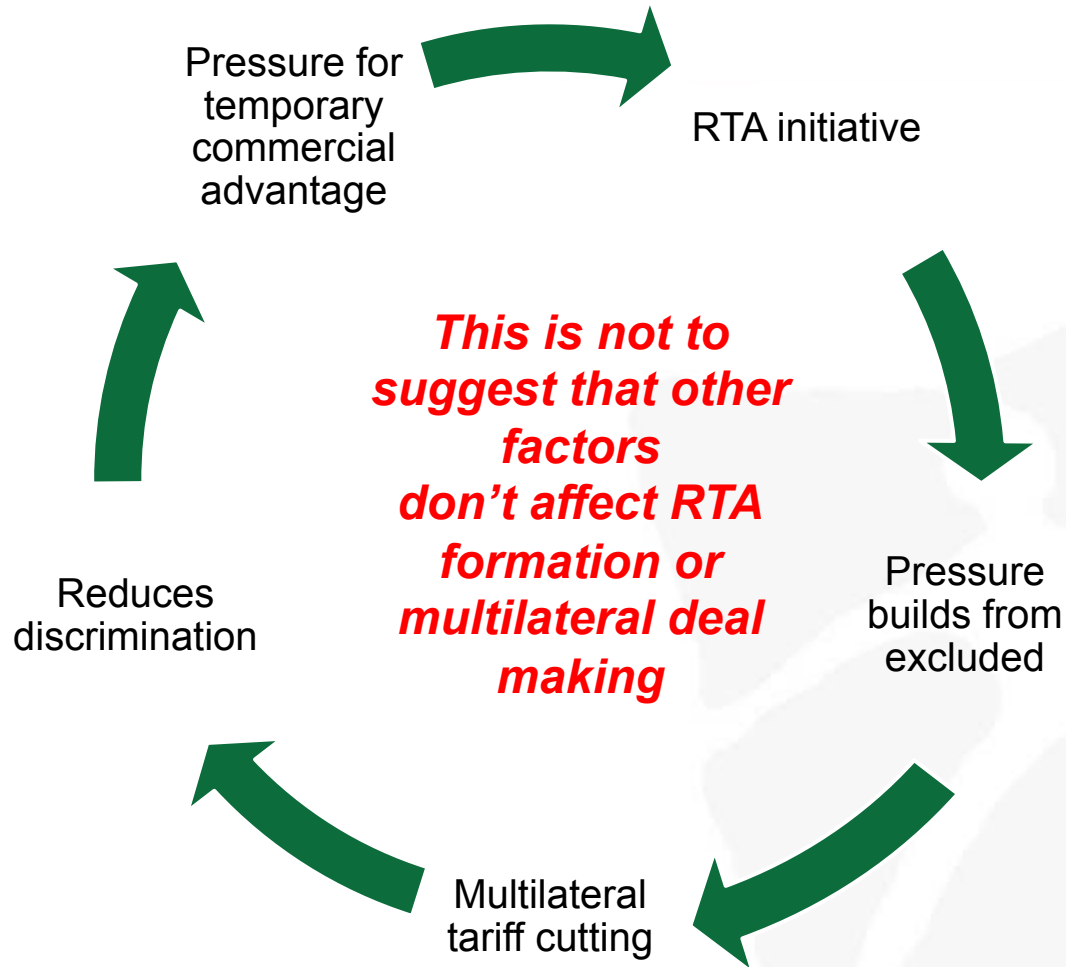 Pressure for
temporary
commercial
advantage
RTA initiative
This is not to
suggest that other
factors
don’t affect RTA
formation or
multilateral deal
making
Pressure
builds from
excluded
Multilateral
tariff cutting
Reduces
discrimination